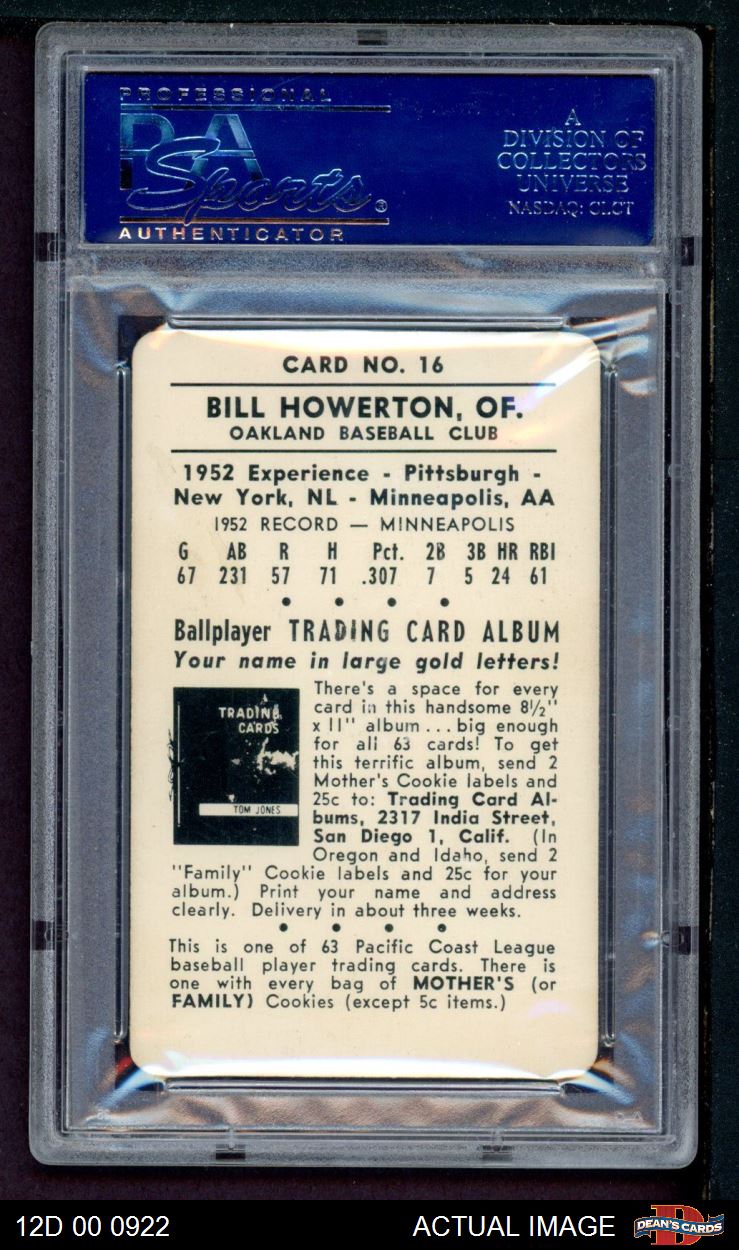 PROFESSIONAL
PSA
Sports®
AUTHENTICATOR
A
DIVISION OF
COLLECTORS
UNIVERSE
NASDAQ: CLCT
CARD NO. 16
BILL HOWERTON, OF.
OAKLAND BASEBALL CLUB
1952 Experience - Pittsburgh -
New York, NL - Minneapolis, AA
1952 RECORD — MINNEAPOLIS
G AB R H Pct. 2B 3B HR RBI
67 231 57 71 .307 7 5 24 61
• • • •
Ballplayer TRADING CARD ALBUM
Your name in large gold letters!
TRADING
CARDS
TOM JONES
There's a space for every
card in this handsome 8½"
x 11" album ... big enough
for all 63 cards! To get
this terrific album, send 2
Mother's Cookie labels and
25c to: Trading Card Al-
bums, 2317 India Street,
San Diego 1, Calif. (In
Oregon and Idaho, send 2
"Family" Cookie labels and 25c for your
album.) Print your name and address
clearly. Delivery in about three weeks.
• • • •
This is one of 63 Pacific Coast League
baseball player trading cards. There is
one with every bag of MOTHER'S (or
FAMILY) Cookies (except 5c items.)
12D 00 0922
ACTUAL IMAGE
D
DEAN'S CARDS